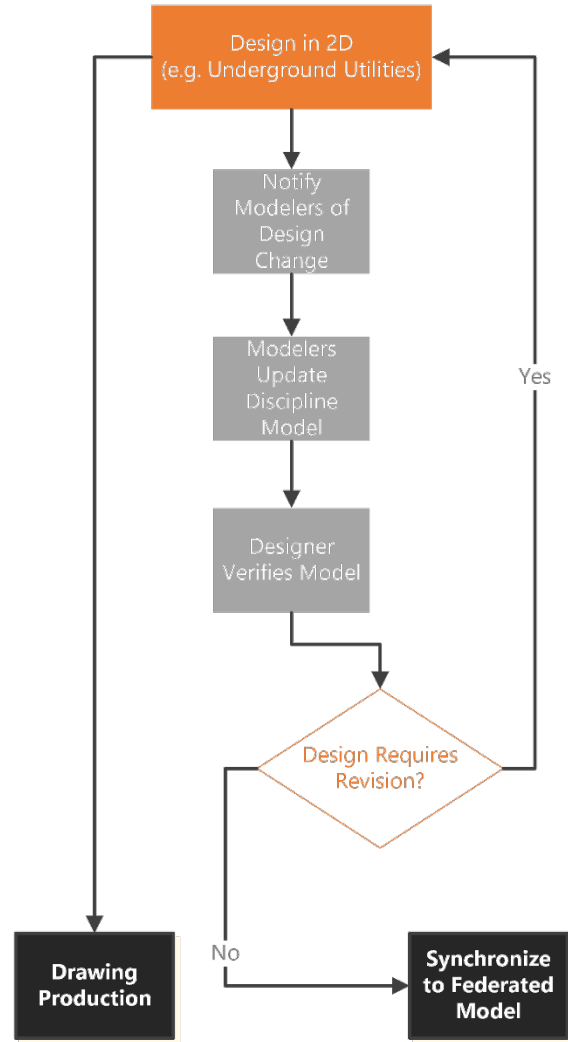 Design in 2D
(e.g. Underground Utilities)
Notify
Modelers of
Design
Change
Modelers
Update
Discipline
Model
Yes
Designer
Verifies Model
Design Requires
Revision?
No
Drawing
Production
Synchronize
to Federated
Model